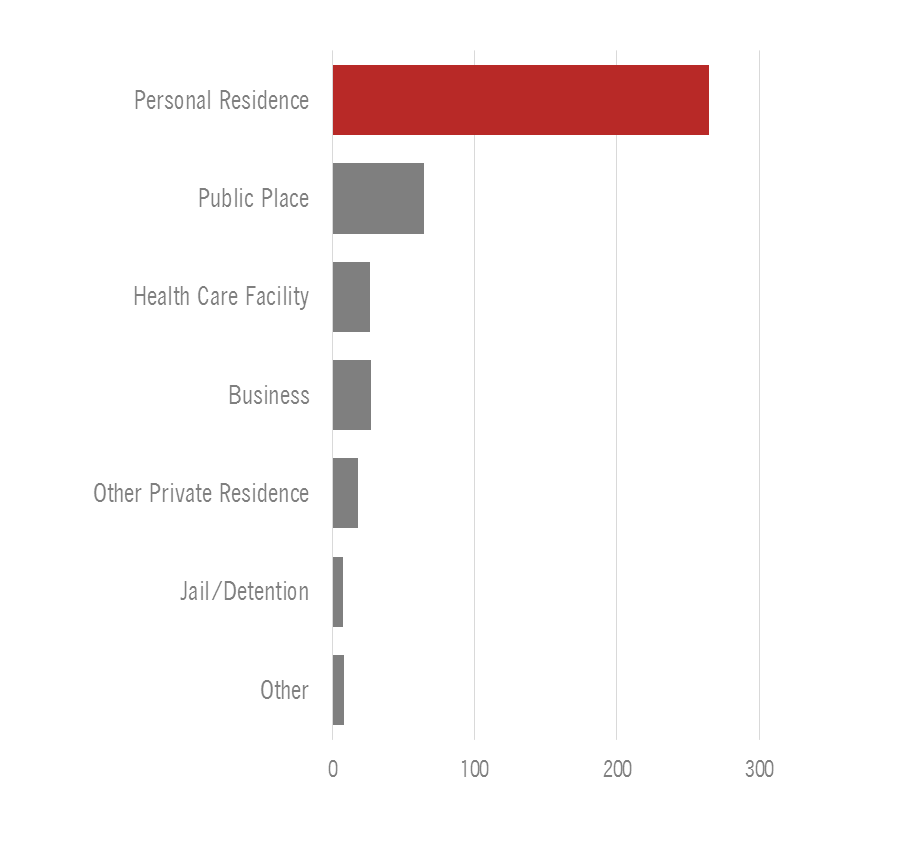 Personal Residence
Public Place
Health Care Facility
Business
Other Private Residence
Jail/Detention
Other
0 100 200 300